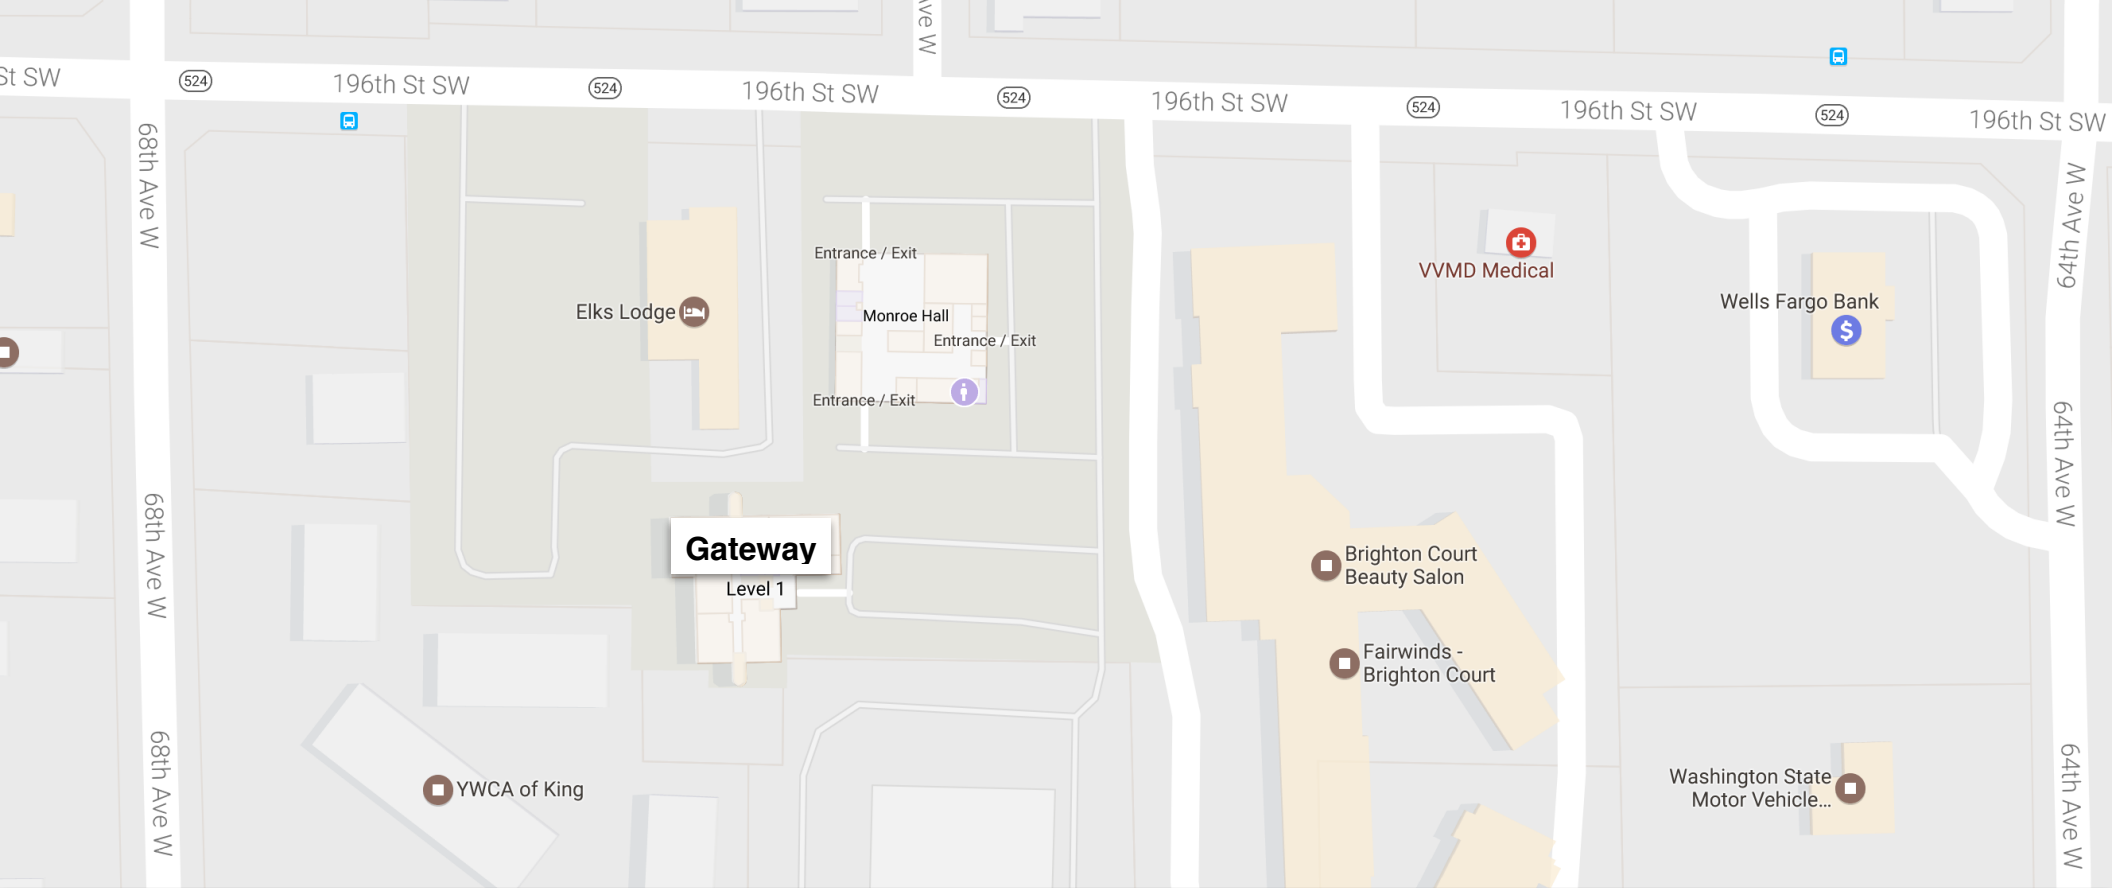 Ave W
St SW
524
196th St SW
524
196th St SW
524
196th St SW
524
196th St SW
524
196th St SW
68th Ave W
64th Ave W
Entrance / Exit
VVMD Medical
Elks Lodge
Monroe Hall
Wells Fargo Bank
Entrance / Exit
Entrance / Exit
64th Ave W
68th Ave W
Gateway
Level 1
Brighton Court
Beauty Salon
Fairwinds -
Brighton Court
68th Ave W
YWCA of King
Washington State
Motor Vehicle...
64th Ave W